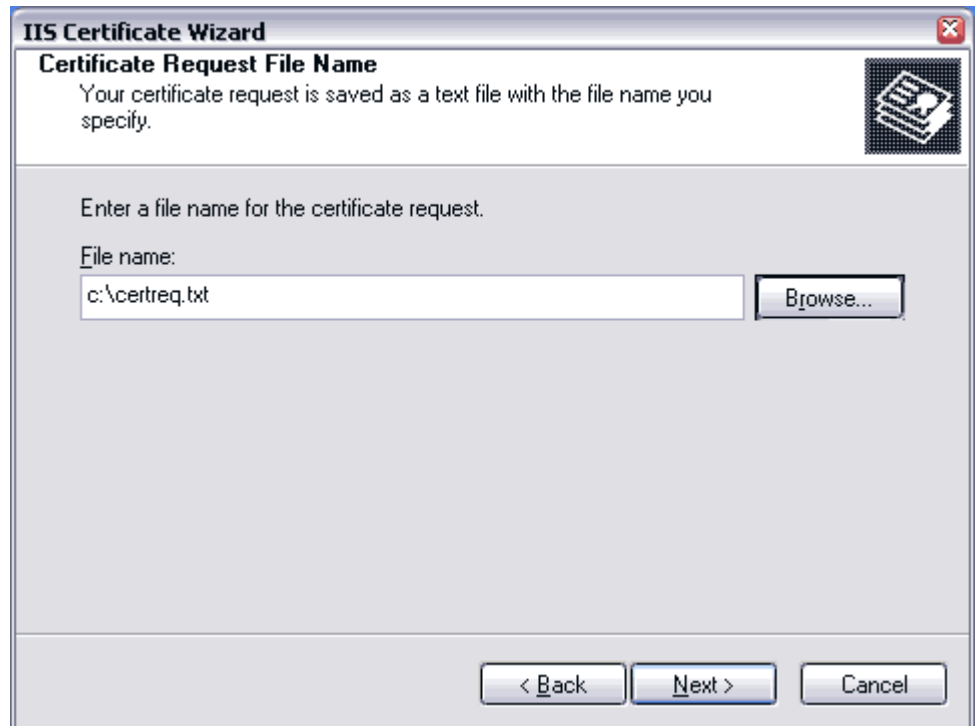 IIS Certificate Wizard
Certificate Request File Name
Your certificate request is saved as a text file with the file name you
specify.
Enter a file name for the certificate request.
File name:
c:\certreq.txt
Browse...
< Back
Next >
Cancel